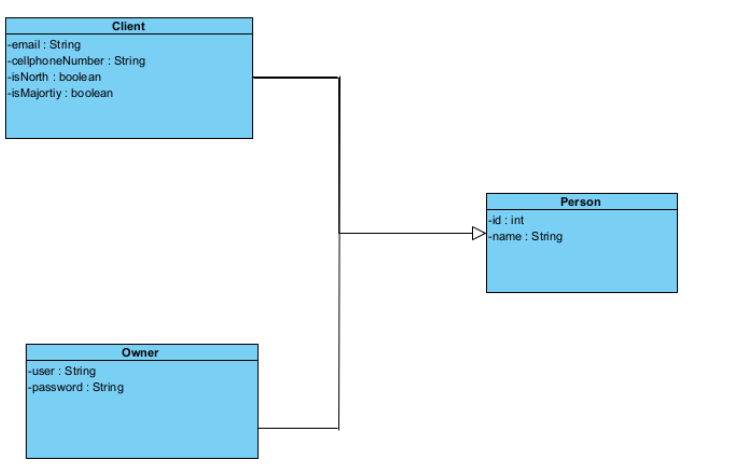 Client
-email : String
-cellphoneNumber : String
-isNorth : boolean
-isMajortiy : boolean
Person
-id : int
-name : String
Owner
-user : String
-password : String